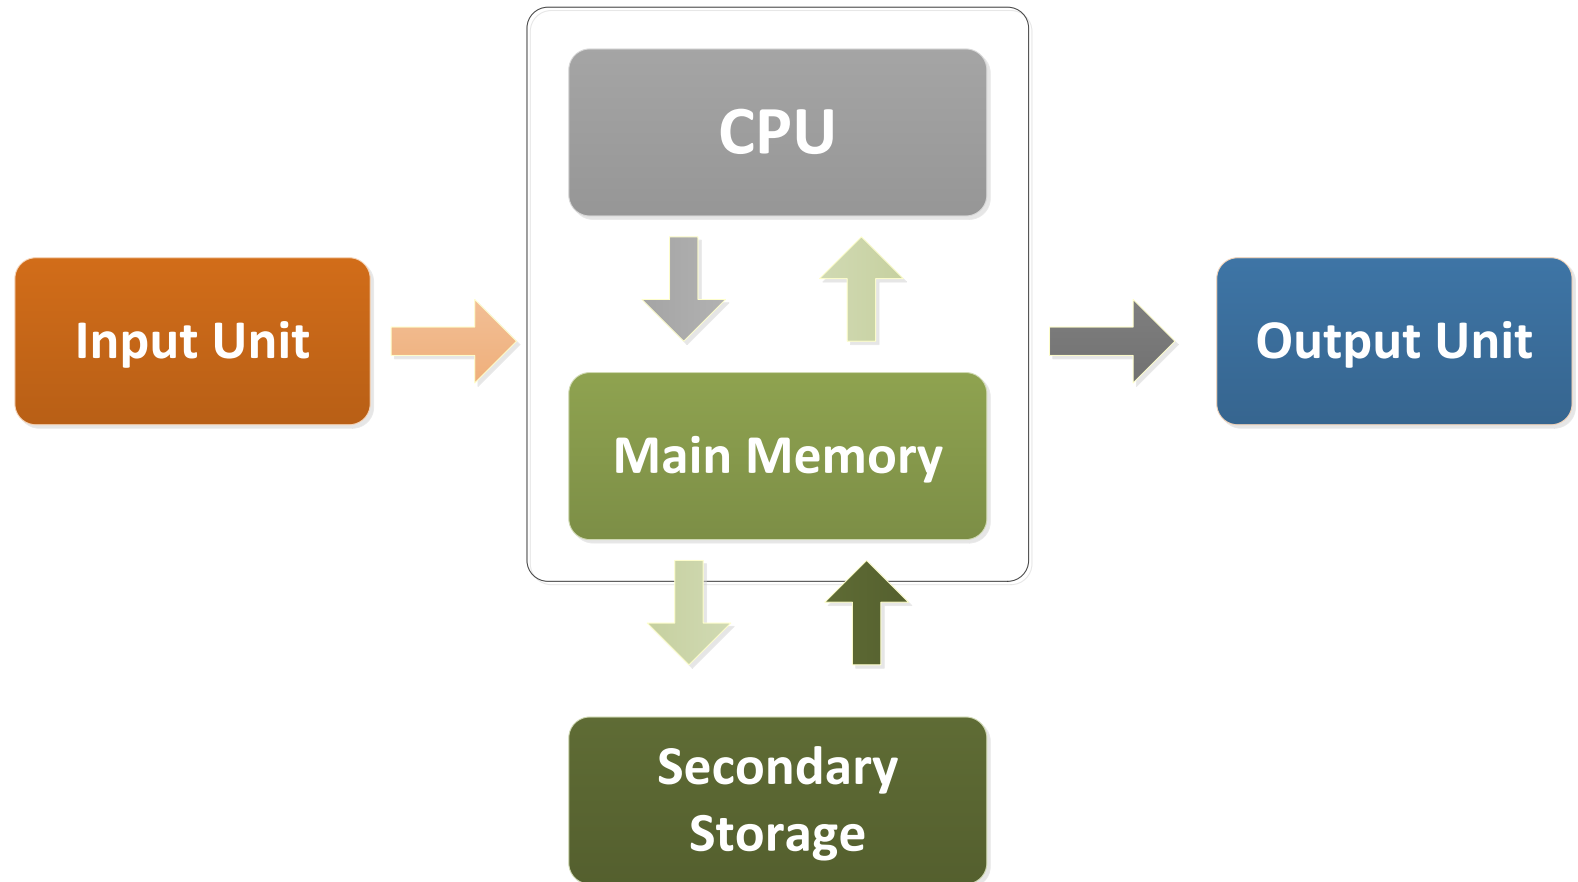 CPU
Input Unit
Output Unit
Main Memory
Secondary
Storage